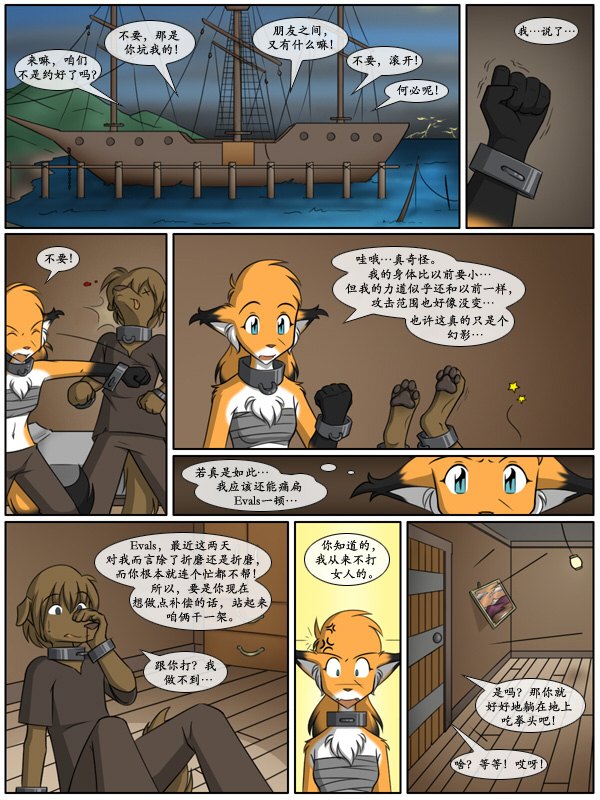 来嘛，咱们
不是约好了吗？
不要，那是
你坑我的！
朋友之间，
又有什么嘛！
不要，滚开！
何必呢！
我…说了…
不要！
哇哦…真奇怪。
我的身体比以前要小…
但我的力道似乎还和以前一样，
攻击范围也好像没变…
也许这真的只是个
幻影…
若真是如此…
我应该还能痛扁
Evals一顿…
Evals，最近这两天
对我而言除了折磨还是折磨，
而你根本就连个忙都不帮！
所以，要是你现在
想做点补偿的话，站起来
咱俩干一架。
跟你打？我
做不到…
你知道的，
我从来不打
女人的。
是吗？那你就
好好地躺在地上
吃拳头吧！
啥？等等！哎呀！